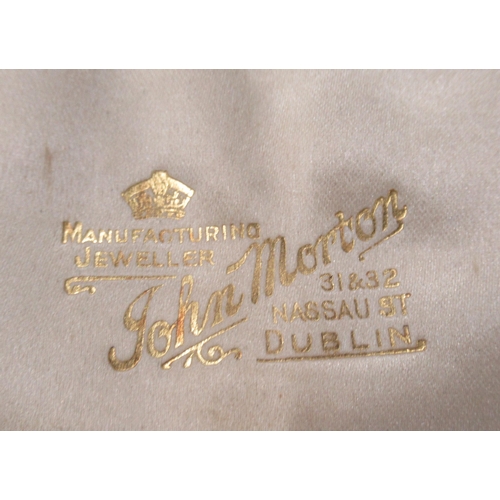 MANUFACTURING
JEWELLER
John Morton
31 & 32
NASSAU ST
DUBLIN